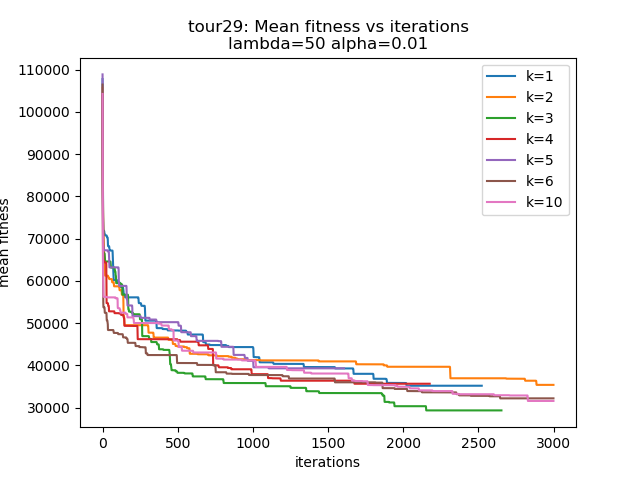 tour29: Mean fitness vs iterations
lambda=50 alpha=0.01
110000
100000
90000
80000
70000
60000
50000
40000
30000
mean fitness
k=1
k=2
k=3
k=4
k=5
k=6
k=10
0
500
1000
1500
2000
2500
3000
iterations